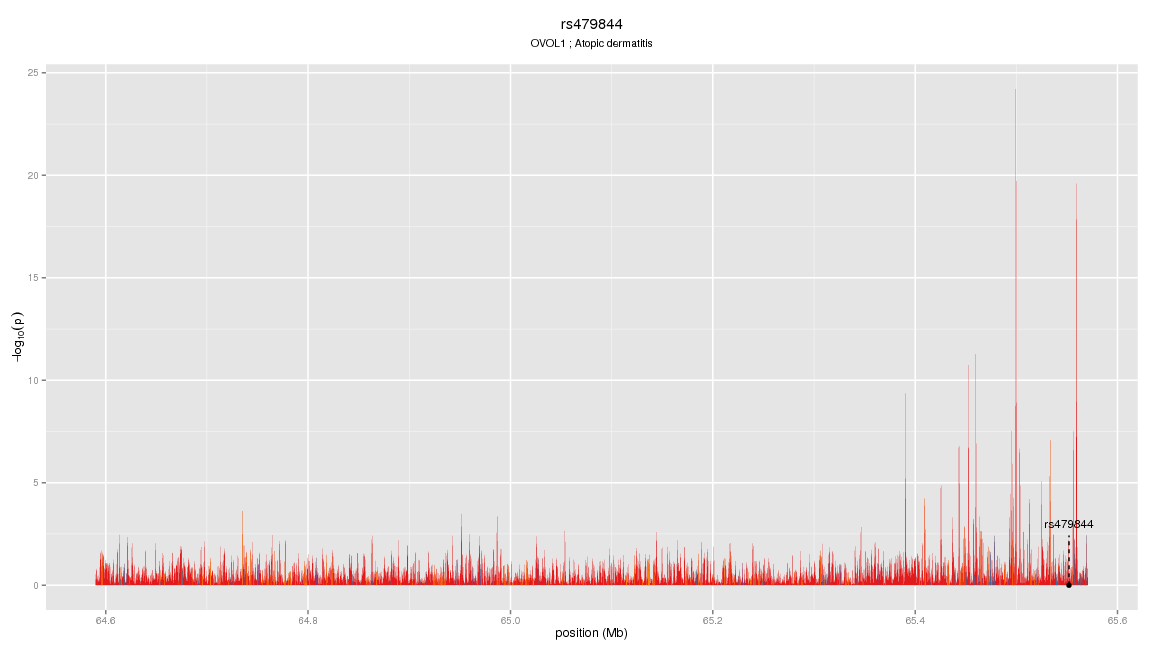 rs479844
OVOL1 ; Atopic dermatitis
25
20
15
10
5
0
−log10(p)
rs479844
64.6 64.8 65.0 65.2 65.4 65.6
position (Mb)